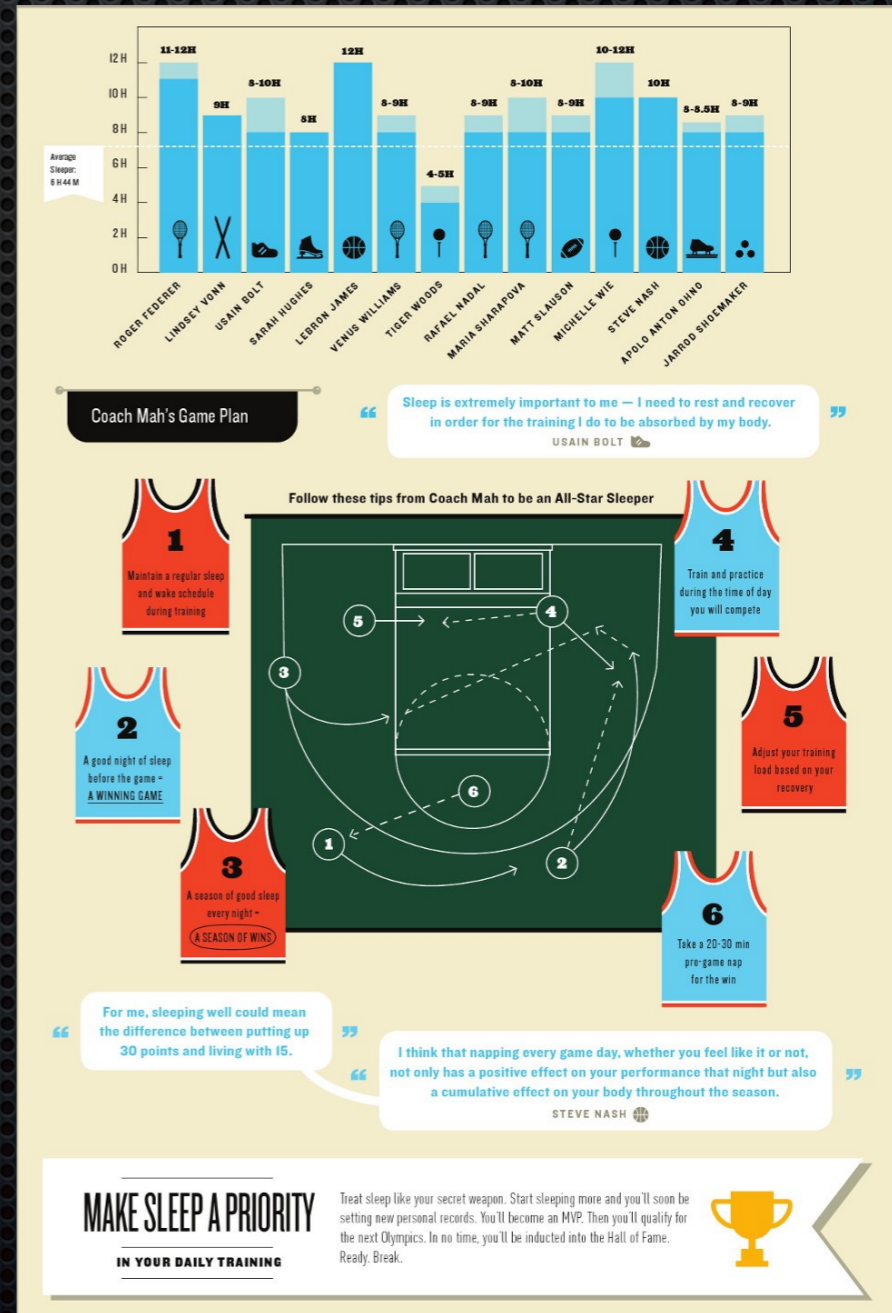 12 H
10 H
8 H
6 H
4 H
2 H
0 H
Average
Sleeper:
6 H 44 M
11-12H
9H
8-10H
8H
12H
8-9H
4-5H
8-9H
8-10H
8-9H
10-12H
10H
8-8.5H
8-9H
ROGER FEDERER
LINDSEY VONN
USAIN BOLT
SARAH HUGHES
LEBRON JAMES
VENUS WILLIAMS
TIGER WOODS
RAFAEL NADAL
MARIA SHARAPOVA
MATT SLAUSON
MICHELLE WIE
STEVE NASH
APOLO ANTON OHNO
JARROD SHOEMAKER
Coach Mah's Game Plan
“ Sleep is extremely important to me — I need to rest and recover
in order for the training I do to be absorbed by my body. ”
USAIN BOLT
Follow these tips from Coach Mah to be an All-Star Sleeper
1
Maintain a regular sleep
and wake schedule
during training
2
A good night of sleep
before the game =
A WINNING GAME
3
A season of good sleep
every night =
A SEASON OF WINS
4
Train and practice
during the time of day
you will compete
5
Adjust your training
load based on your
recovery
6
Take a 20-30 min
pre-game nap
for the win
5
4
3
6
1
2
“ For me, sleeping well could mean
the difference between putting up
30 points and living with 15. ”
“ I think that napping every game day, whether you feel like it or not,
not only has a positive effect on your performance that night but also
a cumulative effect on your body throughout the season. ”
STEVE NASH
MAKE SLEEP A PRIORITY
IN YOUR DAILY TRAINING
Treat sleep like your secret weapon. Start sleeping more and you'll soon be
setting new personal records. You'll become an MVP. Then you'll qualify for
the next Olympics. In no time, you'll be inducted into the Hall of Fame.
Ready. Break.